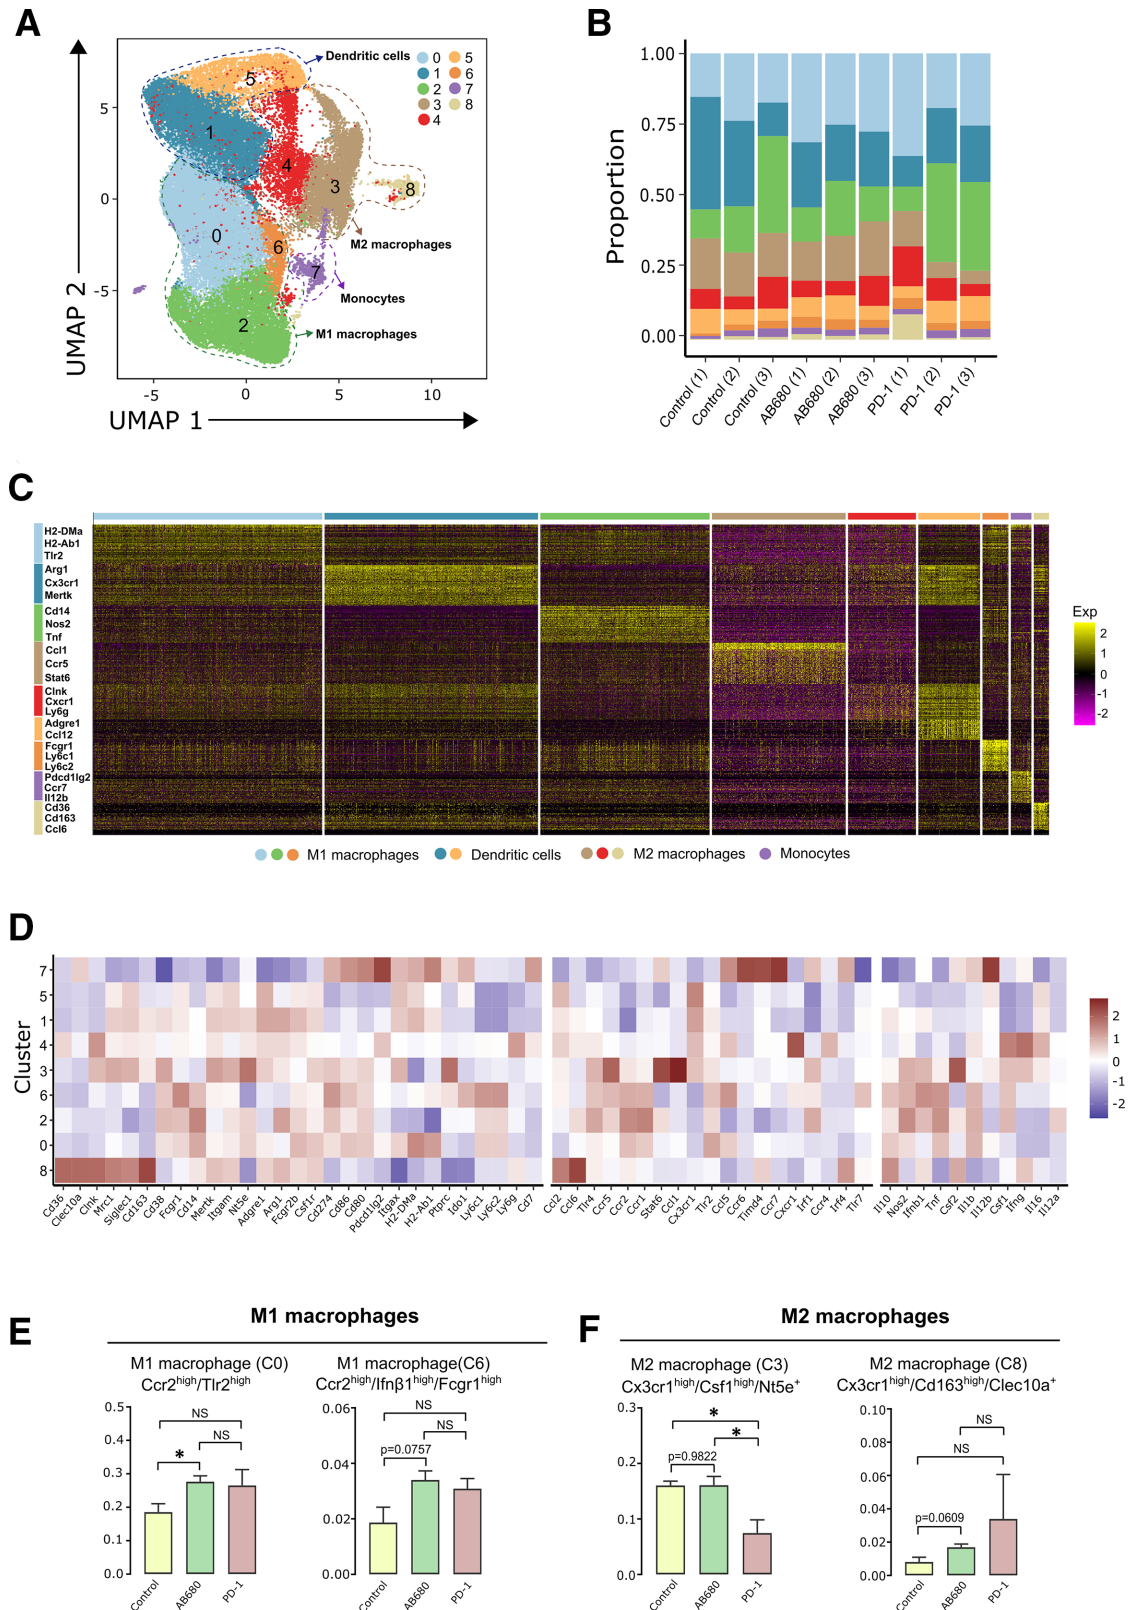 A
UMAP 2
5
0
-5
-5
0
5
10
UMAP 1
Dendritic cells
M2 macrophages
Monocytes
M1 macrophages
0
1
2
3
4
5
6
7
8
0
1
2
3
4
5
6
7
8
B
Proportion
1.00
0.75
0.50
0.25
0.00
Control (1)
Control (2)
Control (3)
AB680 (1)
AB680 (2)
AB680 (3)
PD-1 (1)
PD-1 (2)
PD-1 (3)
C
H2-DMa
H2-Ab1
Tlr2
Arg1
Cx3cr1
Mertk
Cd14
Nos2
Tnf
Ccl1
Ccr5
Stat6
Clnk
Cxcr1
Ly6g
Adgre1
Ccl12
Fcgr1
Ly6c1
Ly6c2
Pdcd1lg2
Ccr7
Il12b
Cd36
Cd163
Ccl6
Exp
2
1
0
-1
-2
M1 macrophages
Dendritic cells
M2 macrophages
Monocytes
D
Cluster
7
5
1
4
3
6
2
0
8
Cd36
Clec10a
Clnk
Mrc1
Siglec1
Cd163
Cd38
Fcgr1
Cd14
Mertk
Itgam
Nt5e
Adgre1
Arg1
Fcgr2b
Csf1r
Cd274
Cd86
Cd80
Pdcd1lg2
Itgax
H2-DMa
H2-Ab1
Ptprc
Ido1
Ly6c1
Ly6c2
Ly6g
Cd7
Ccl2
Ccl6
Tlr4
Ccr5
Ccr2
Ccr1
Stat6
Ccl1
Cx3cr1
Tlr2
Ccl5
Ccr6
Timd4
Ccr7
Cxcr1
Irf1
Ccr4
Irf4
Tlr7
Il10
Nos2
Ifnb1
Tnf
Csf2
Il1b
Il12b
Csf1
Ifng
Il16
Il12a
2
1
0
-1
-2
E
M1 macrophages
M1 macrophage (C0)
Ccr2high/Tlr2high
0.5
0.4
0.3
0.2
0.1
0.0
NS
NS
*
Control
AB680
PD-1
M1 macrophage(C6)
Ccr2high/Ifnβ1high/Fcgr1high
0.06
0.04
0.02
0.00
NS
NS
p=0.0757
Control
AB680
PD-1
F
M2 macrophages
M2 macrophage (C3)
Cx3cr1high/Csf1high/Nt5e+
0.3
0.2
0.1
0.0
*
*
p=0.9822
Control
AB680
PD-1
M2 macrophage (C8)
Cx3cr1high/Cd163high/Clec10a+
0.10
0.08
0.06
0.04
0.02
0.00
NS
NS
p=0.0609
Control
AB680
PD-1